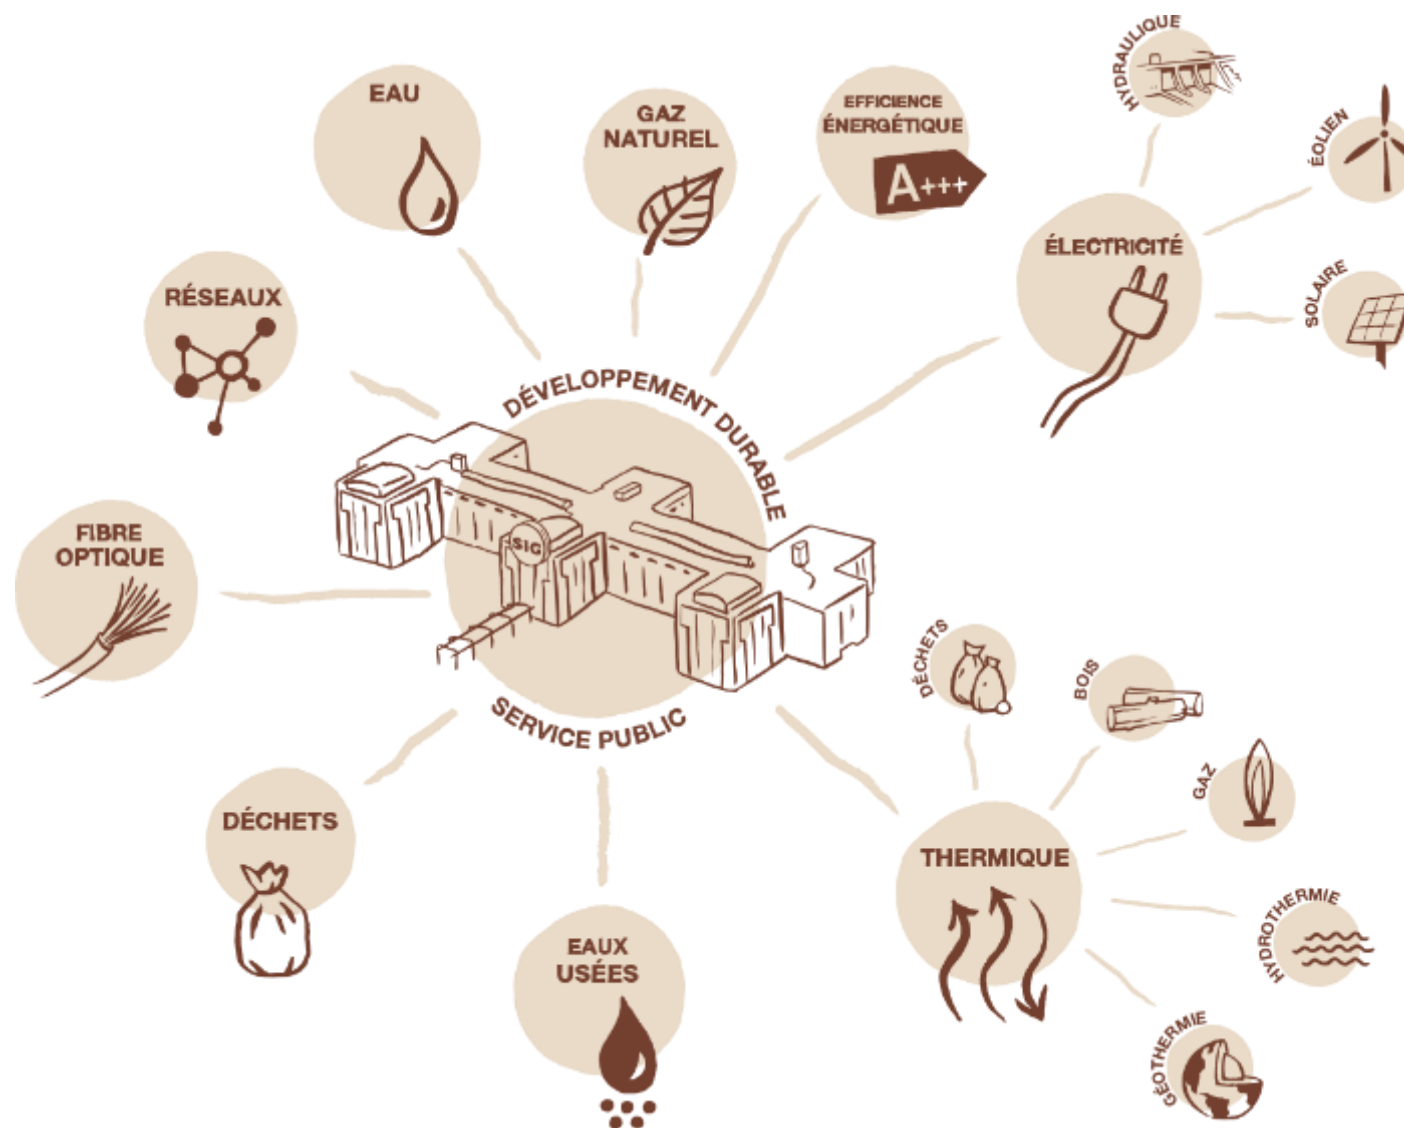 HYDRAULIQUE
EAU
GAZ
NATUREL
EFFICIENCE
ÉNERGÉTIQUE
A+++
ÉOLIEN
ÉLECTRICITÉ
SOLAIRE
RÉSEAUX
DÉVELOPPEMENT DURABLE
SIG
FIBRE
OPTIQUE
SERVICE PUBLIC
DÉCHETS
BOIS
GAZ
DÉCHETS
THERMIQUE
HYDROTHERMIE
EAUX
USÉES
GÉOTHERMIE